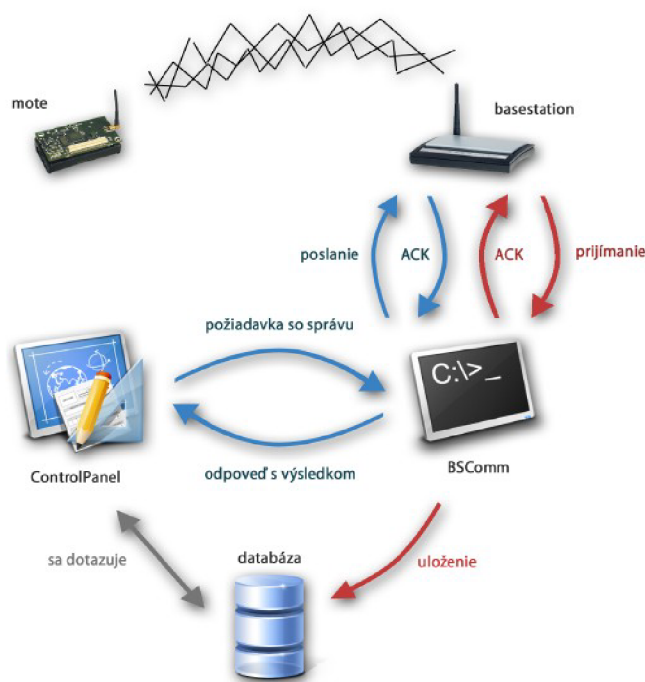 mote
basestation
poslanie
ACK
ACK
prijímanie
požiadavka so správu
C:\>_
ControlPanel
odpoveď s výsledkom
BSComm
sa dotazuje
databáza
uloženie